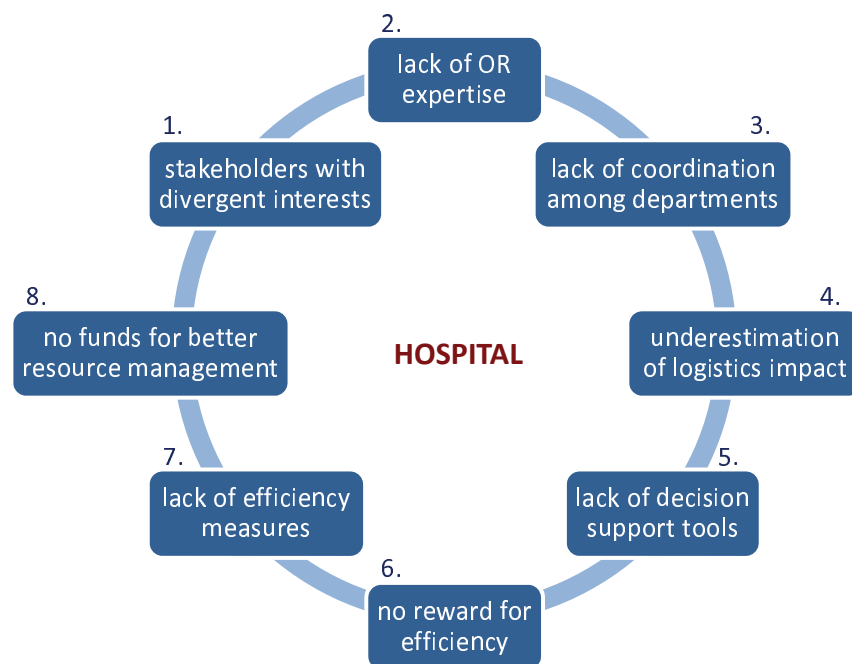 1.
stakeholders with
divergent interests
2.
lack of OR
expertise
3.
lack of coordination
among departments
4.
underestimation
of logistics impact
5.
lack of decision
support tools
6.
no reward for
efficiency
7.
lack of efficiency
measures
8.
no funds for better
resource management
HOSPITAL